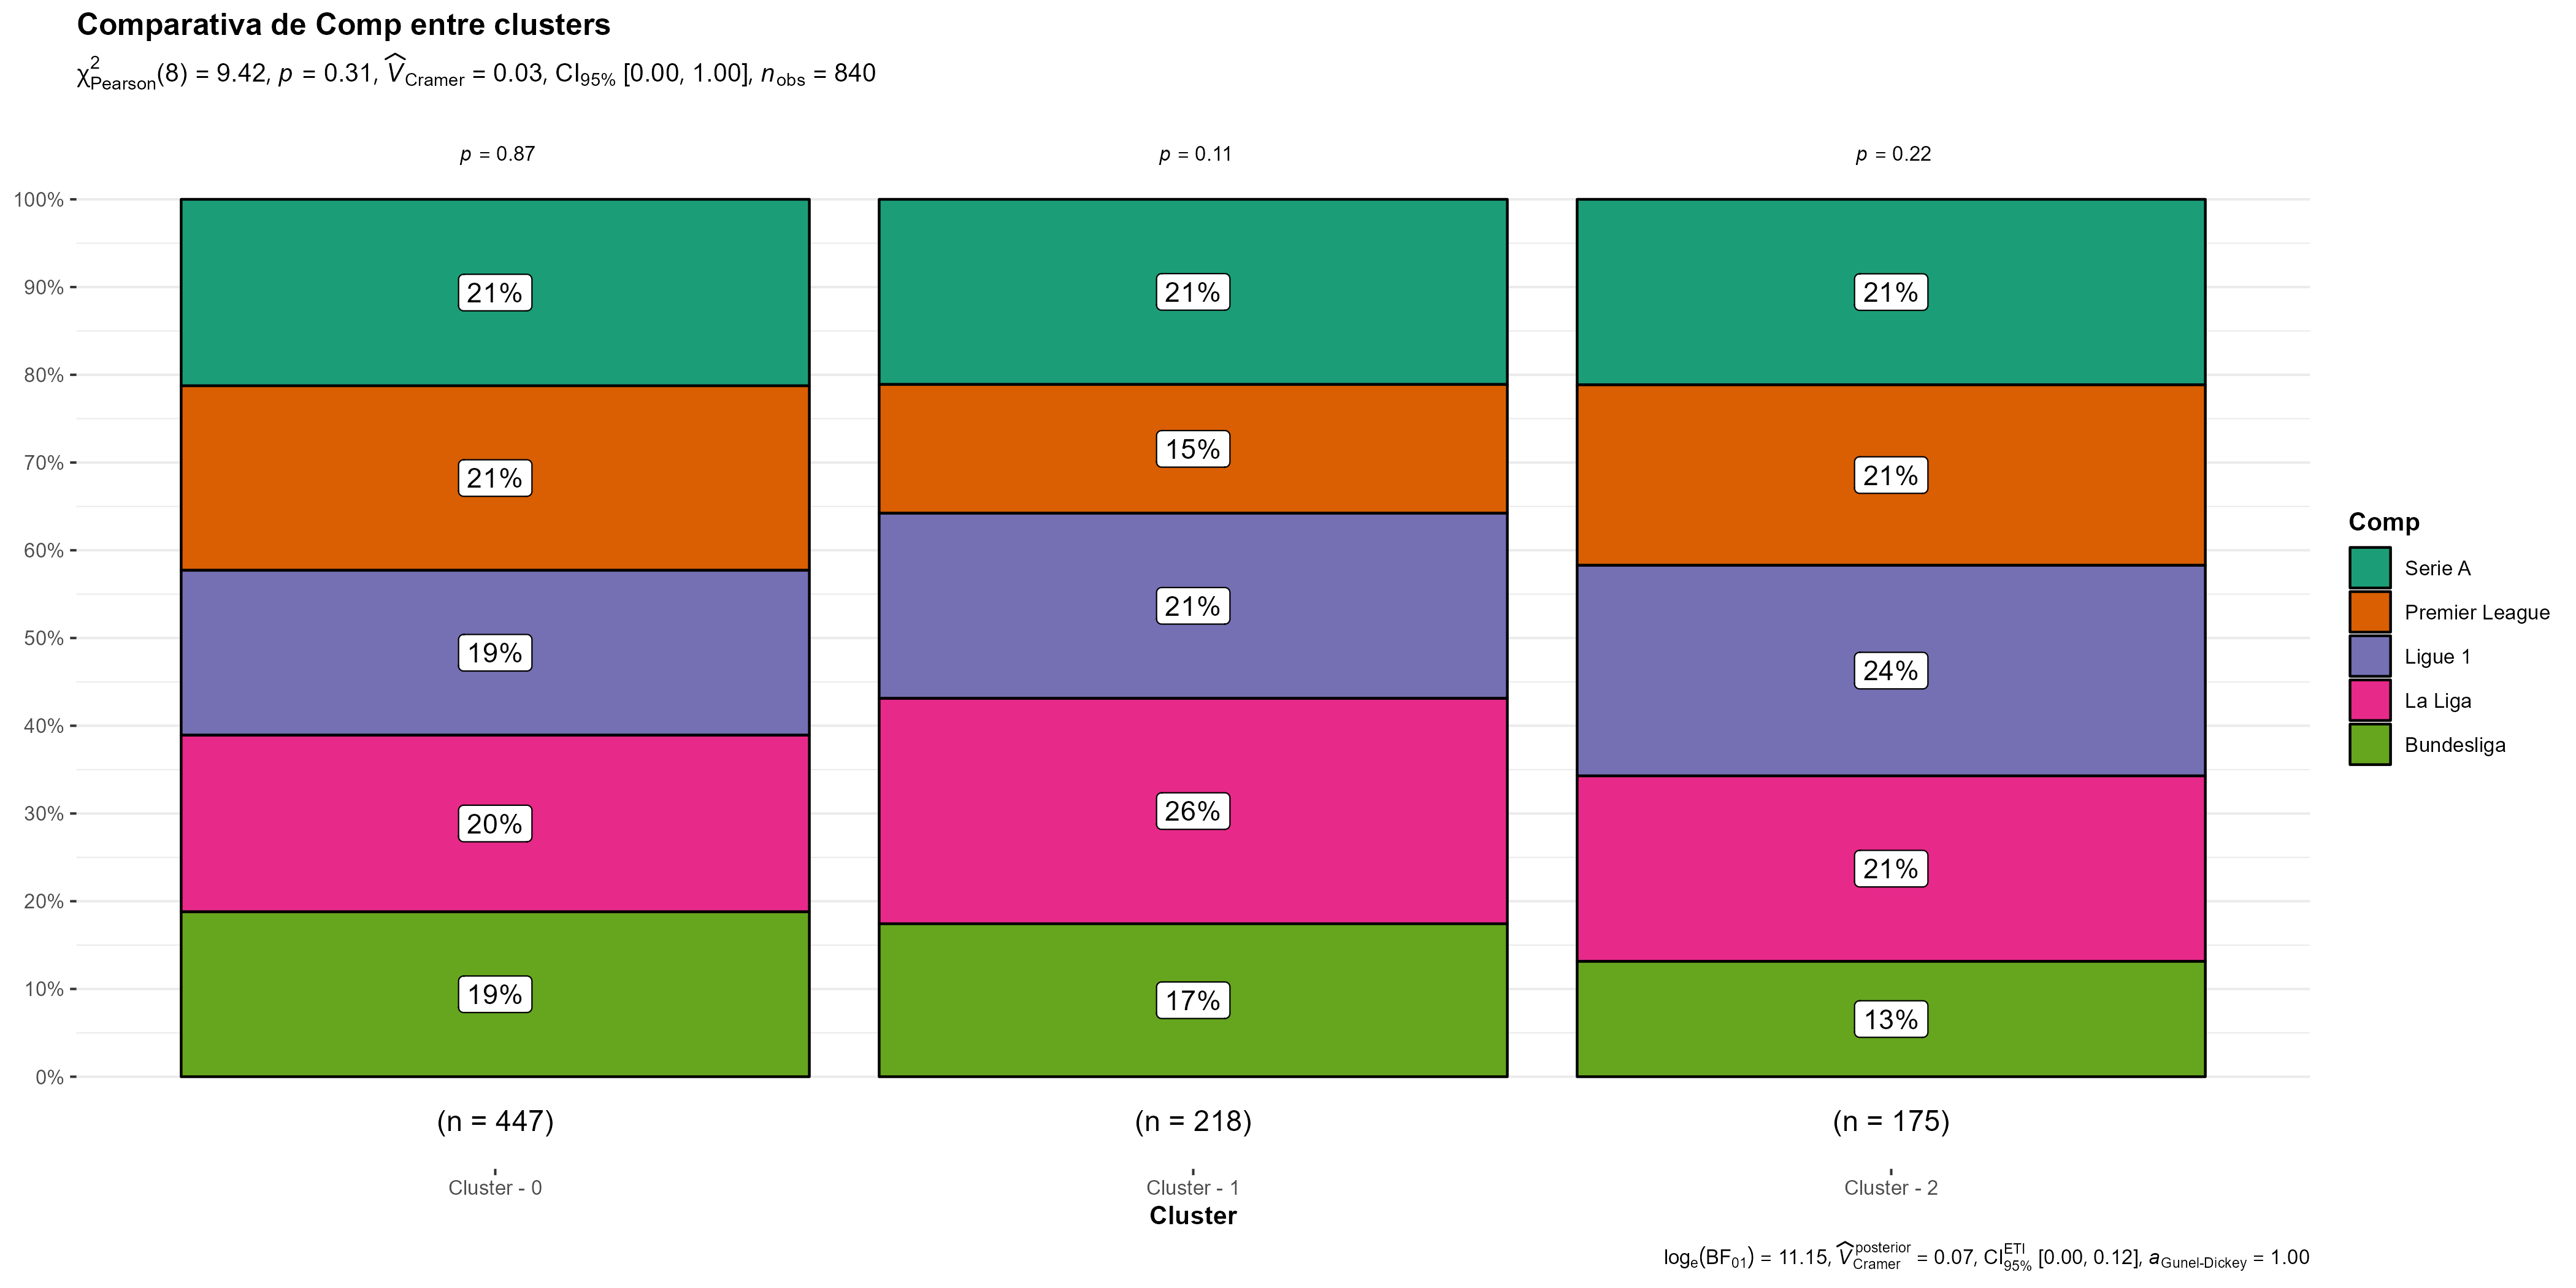 Comparativa de Comp entre clusters
χ²Pearson(8) = 9.42, p = 0.31, V̂Cramer = 0.03, CI95% [0.00, 1.00], nobs = 840
p = 0.87
p = 0.11
p = 0.22
100%
90%
80%
70%
60%
50%
40%
30%
20%
10%
0%
21%
21%
19%
20%
19%
21%
15%
21%
26%
17%
21%
21%
24%
21%
13%
Comp
Serie A
Premier League
Ligue 1
La Liga
Bundesliga
(n = 447)
(n = 218)
(n = 175)
Cluster - 0
Cluster - 1
Cluster - 2
Cluster
loge(BF01) = 11.15, V̂Cramer posterior = 0.07, CI95% ETI [0.00, 0.12], aGunel-Dickey = 1.00